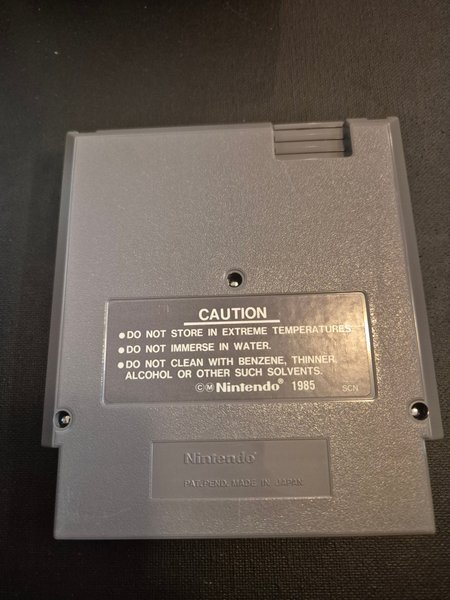 CAUTION
●DO NOT STORE IN EXTREME TEMPERATURES.
●DO NOT IMMERSE IN WATER.
●DO NOT CLEAN WITH BENZENE, THINNER,
ALCOHOL OR OTHER SUCH SOLVENTS.
©Ⓜ Nintendo® 1985 SCN
Nintendo®
PAT.PEND. MADE IN JAPAN